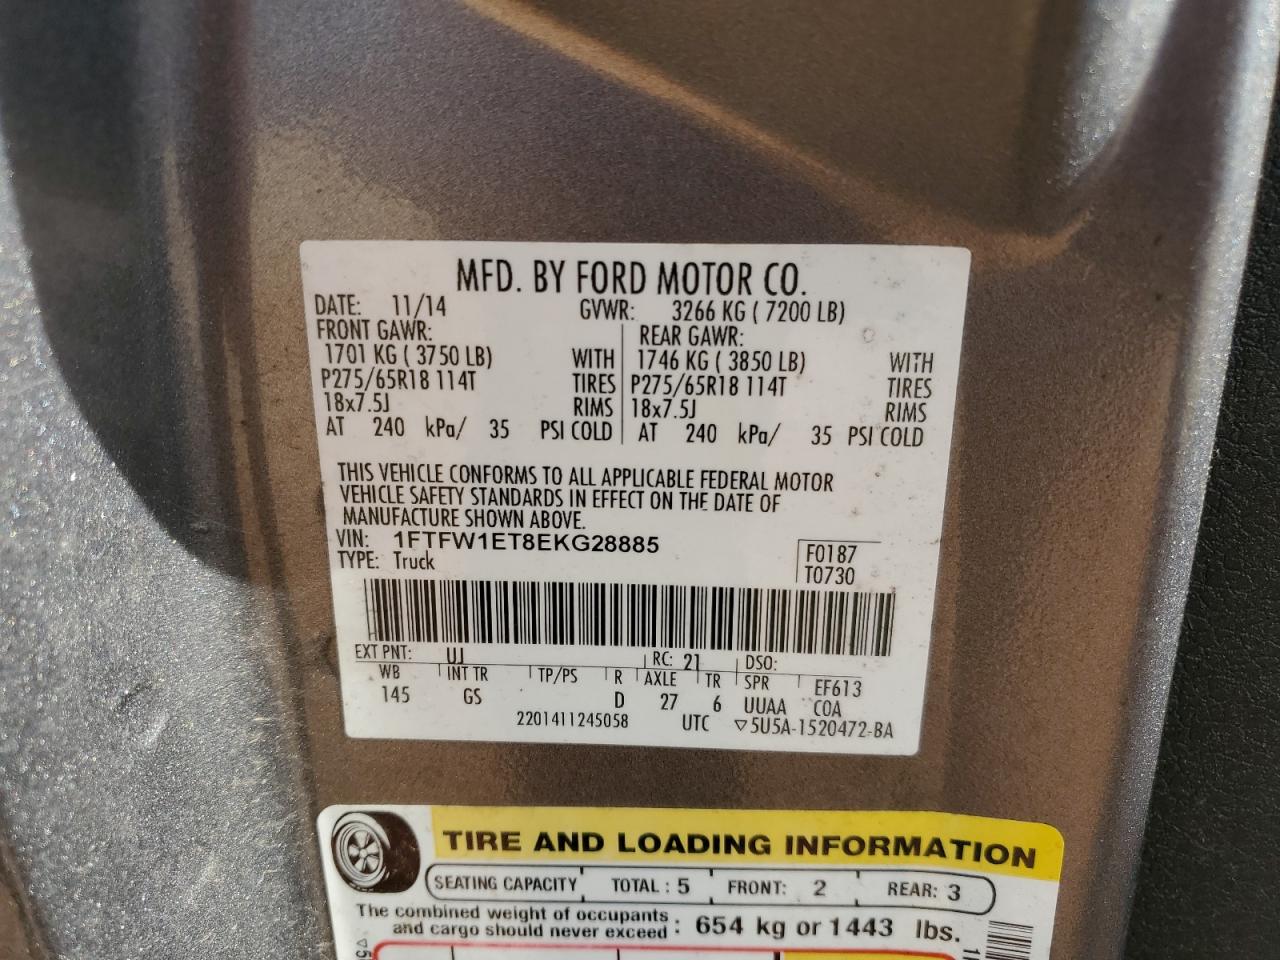 MFD. BY FORD MOTOR CO.
DATE: 11/14 GVWR: 3266 KG ( 7200 LB)
FRONT GAWR: REAR GAWR:
1701 KG ( 3750 LB) WITH 1746 KG ( 3850 LB) WITH
P275/65R18 114T TIRES P275/65R18 114T TIRES
18x7.5J RIMS 18x7.5J RIMS
AT 240 kPa/ 35 PSI COLD AT 240 kPa/ 35 PSI COLD
THIS VEHICLE CONFORMS TO ALL APPLICABLE FEDERAL MOTOR
VEHICLE SAFETY STANDARDS IN EFFECT ON THE DATE OF
MANUFACTURE SHOWN ABOVE.
VIN: 1FTFW1ET8EKG28885 F0187
TYPE: Truck T0730
EXT PNT: UJ RC: 21 DSO:
WB INT TR TP/PS R AXLE TR SPR EF613
145 GS D 27 6 UUAA COA
2201411245058 UTC ▽5U5A-1520472-BA
TIRE AND LOADING INFORMATION
SEATING CAPACITY TOTAL : 5 FRONT: 2 REAR: 3
The combined weight of occupants
and cargo should never exceed : 654 kg or 1443 lbs.